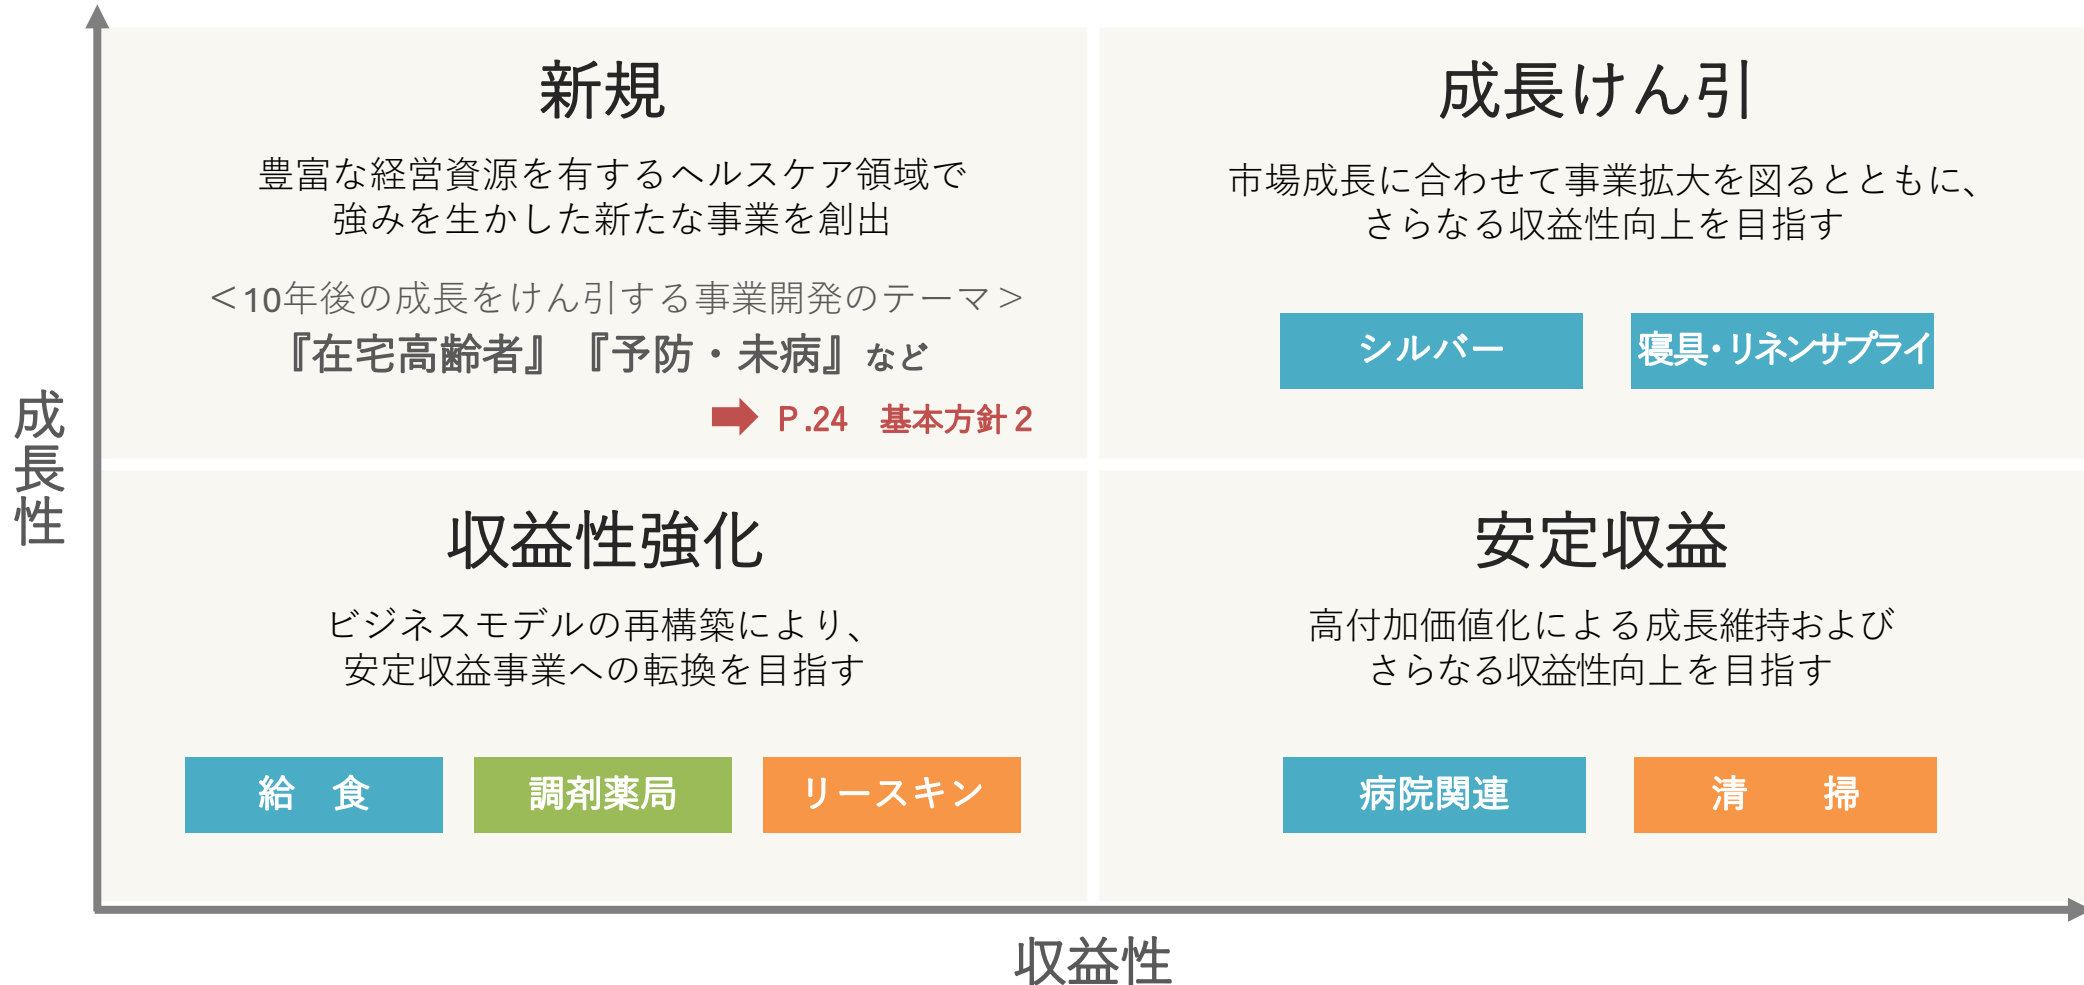 新規
豊富な経営資源を有するヘルスケア領域で
強みを生かした新たな事業を創出
＜10年後の成長をけん引する事業開発のテーマ＞
『在宅高齢者』『予防・未病』など
P.24　基本方針２
成長けん引
市場成長に合わせて事業拡大を図るとともに、
さらなる収益性向上を目指す
シルバー
寝具・リネンサプライ
成長性
収益性強化
ビジネスモデルの再構築により、
安定収益事業への転換を目指す
給　食
調剤薬局
リースキン
安定収益
高付加価値化による成長維持および
さらなる収益性向上を目指す
病院関連
清　掃
収益性